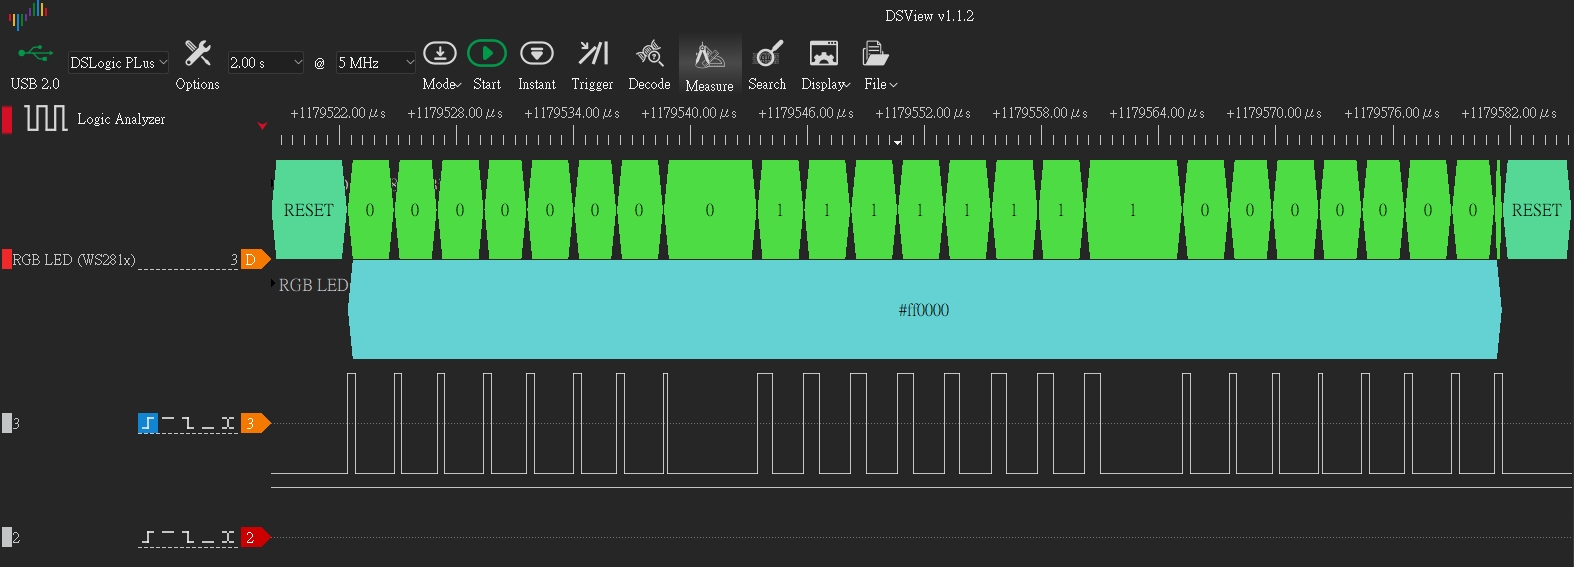 DSView v1.1.2
DSLogic PLus 2.00 s @ 5 MHz
USB 2.0 Options Mode Start Instant Trigger Decode Measure Search Display File
Logic Analyzer
+1179522.00 μs +1179528.00 μs +1179534.00 μs +1179540.00 μs +1179546.00 μs +1179552.00 μs +1179558.00 μs +1179564.00 μs +1179570.00 μs +1179576.00 μs +1179582.00 μs
RESET 0 0 0 0 0 0 0 0 1 1 1 1 1 1 1 1 0 0 0 0 0 0 0 RESET
RGB LED (WS281x) 3 D
RGB LED
#ff0000
3 3
2 2